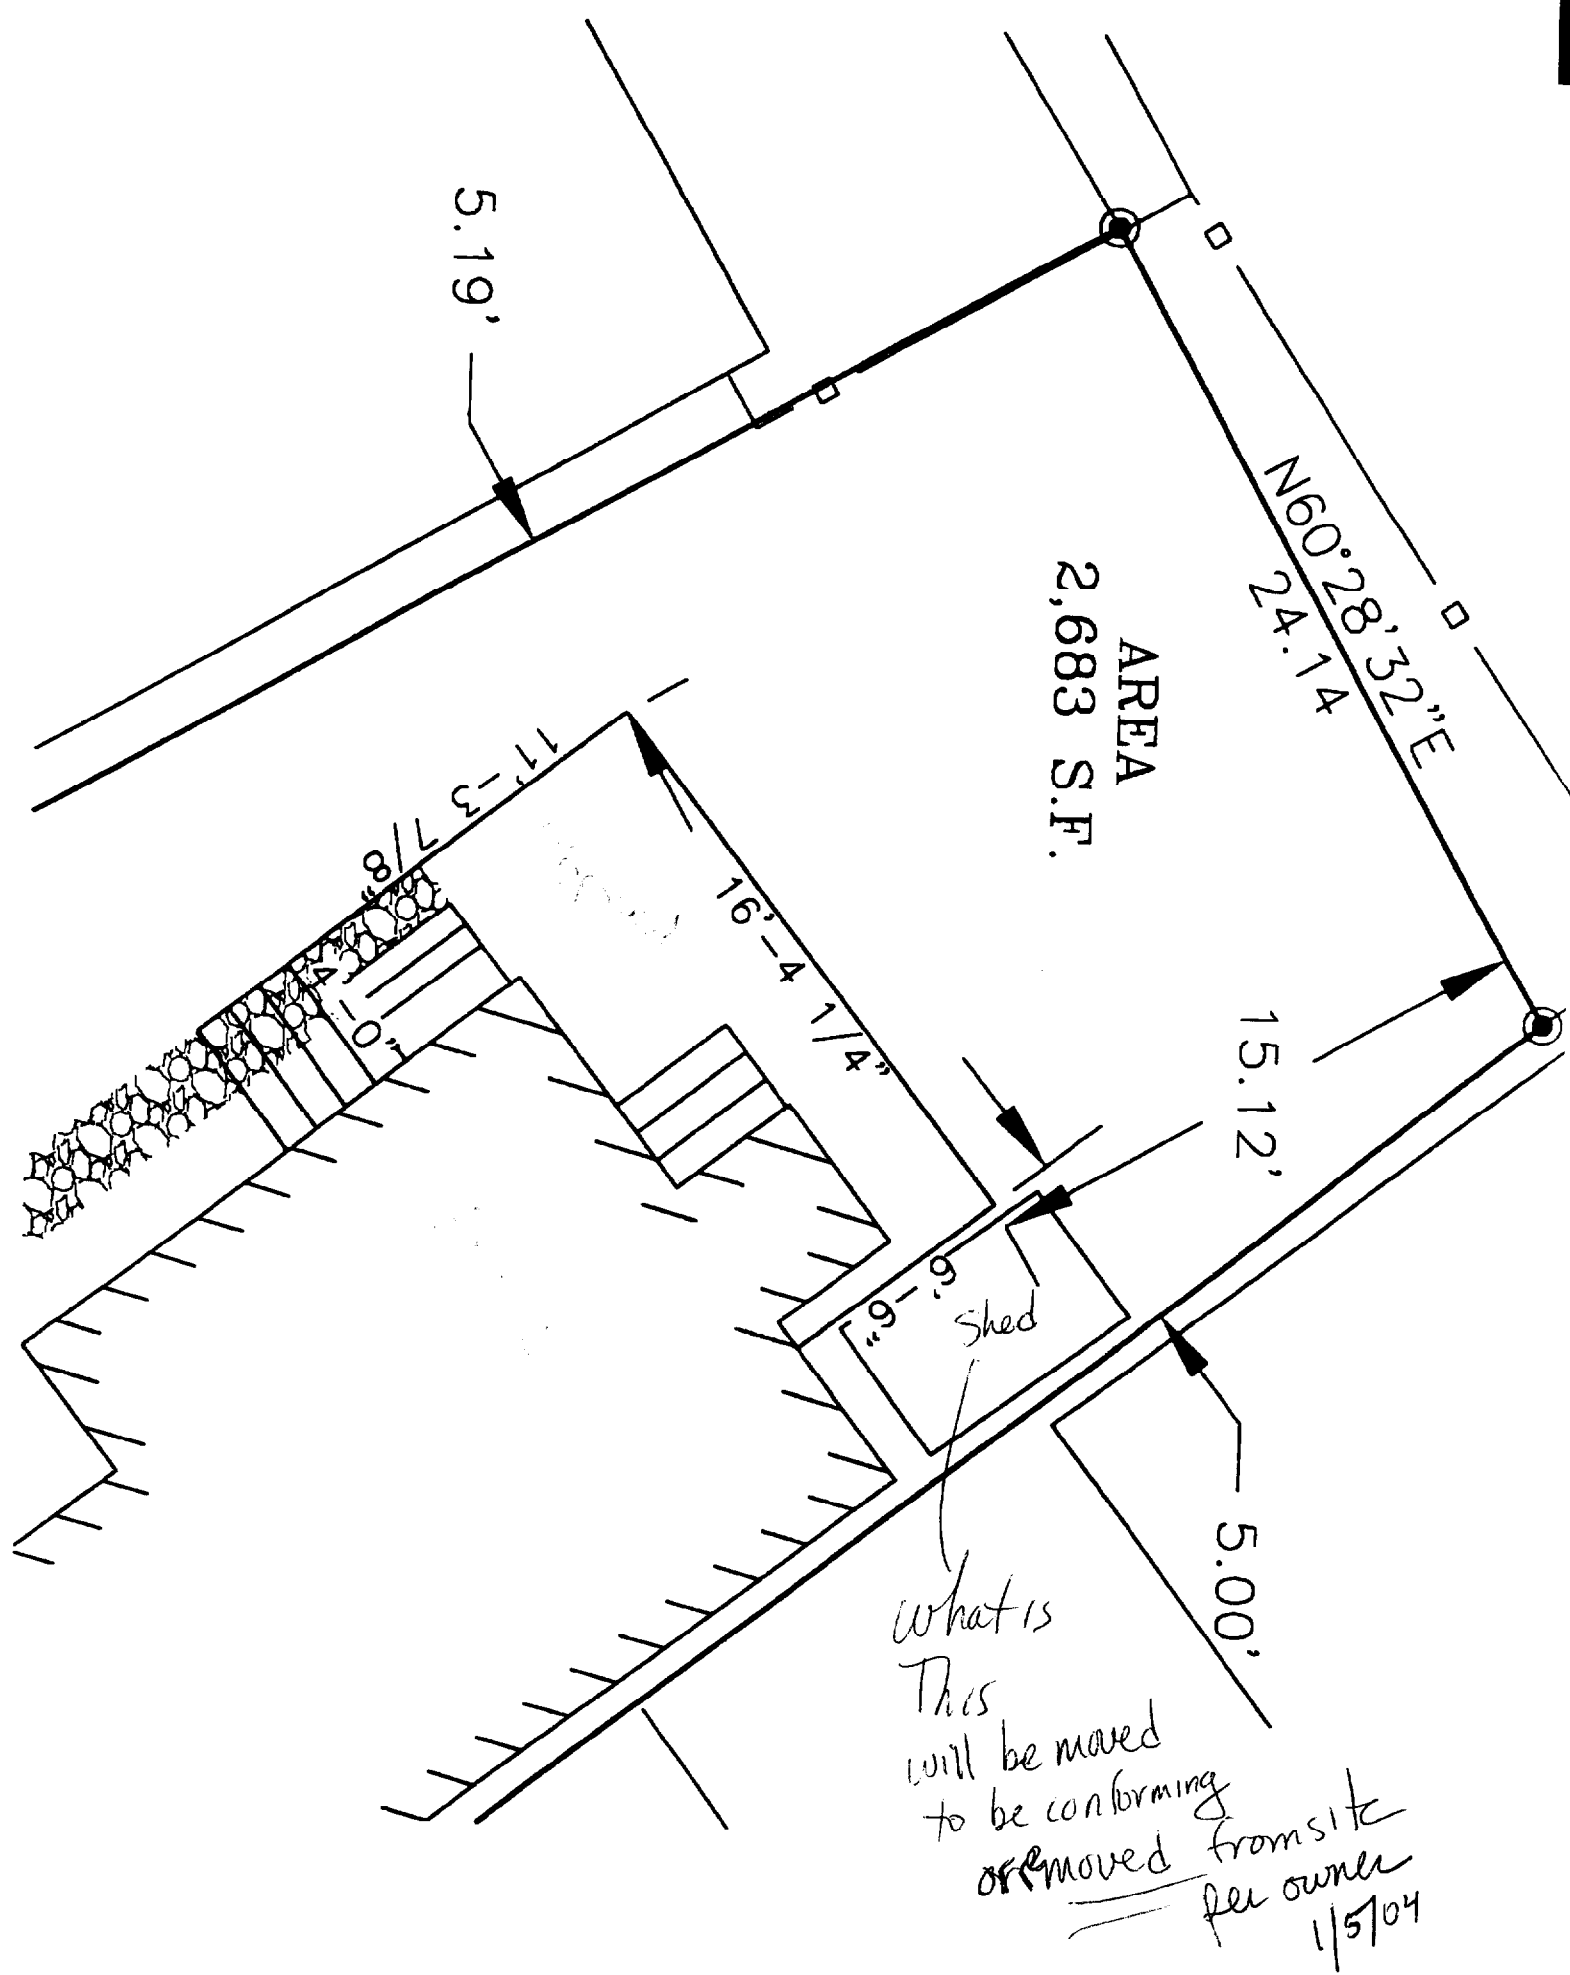 5.19'
N60°28'32"E
24.14
AREA
2,683 S.F.
11'-3 7/8"
16'-4 1/4"
4'-0"
15.12'
6'-6"
shed
5.00'
what is
This
will be moved
to be conforming
or removed from site
per owner
1/5/04